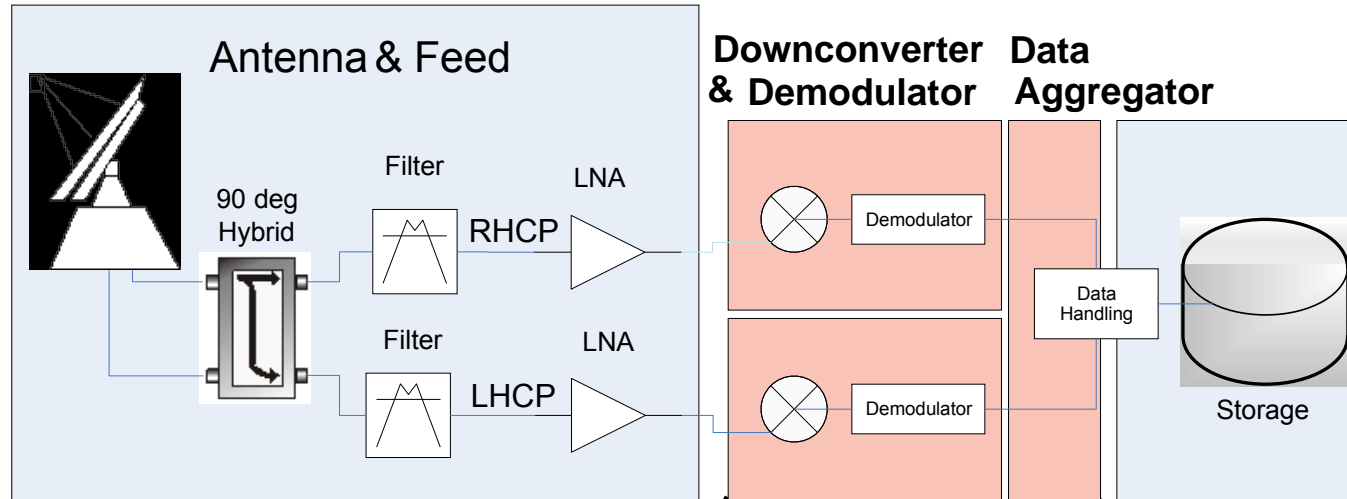 Antenna & Feed
Downconverter
& Demodulator
Data
Aggregator
90 deg
Hybrid
Filter
RHCP
LNA
Demodulator
Filter
LHCP
LNA
Demodulator
Data
Handling
Storage